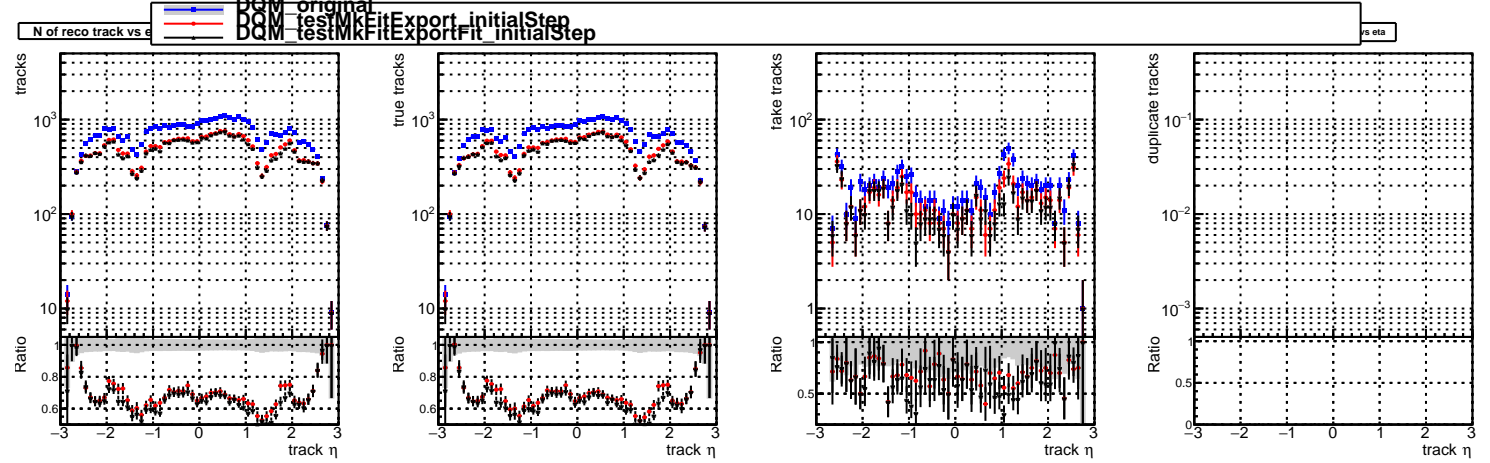 DQM_original
DQM_testMkFitExport_initialStep
DQM_testMkFitExportFit_initialStep
N of reco track vs e
vs eta
tracks
10³
10²
10
Ratio
1
0.8
0.6
−3 −2 −1 0 1 2 3
track η
true tracks
10³
10²
10
Ratio
1
0.8
0.6
−3 −2 −1 0 1 2 3
track η
fake tracks
10²
10
1
Ratio
1
0.5
−3 −2 −1 0 1 2 3
track η
duplicate tracks
10⁻¹
10⁻²
10⁻³
Ratio
1
0.5
0
−3 −2 −1 0 1 2 3
track η